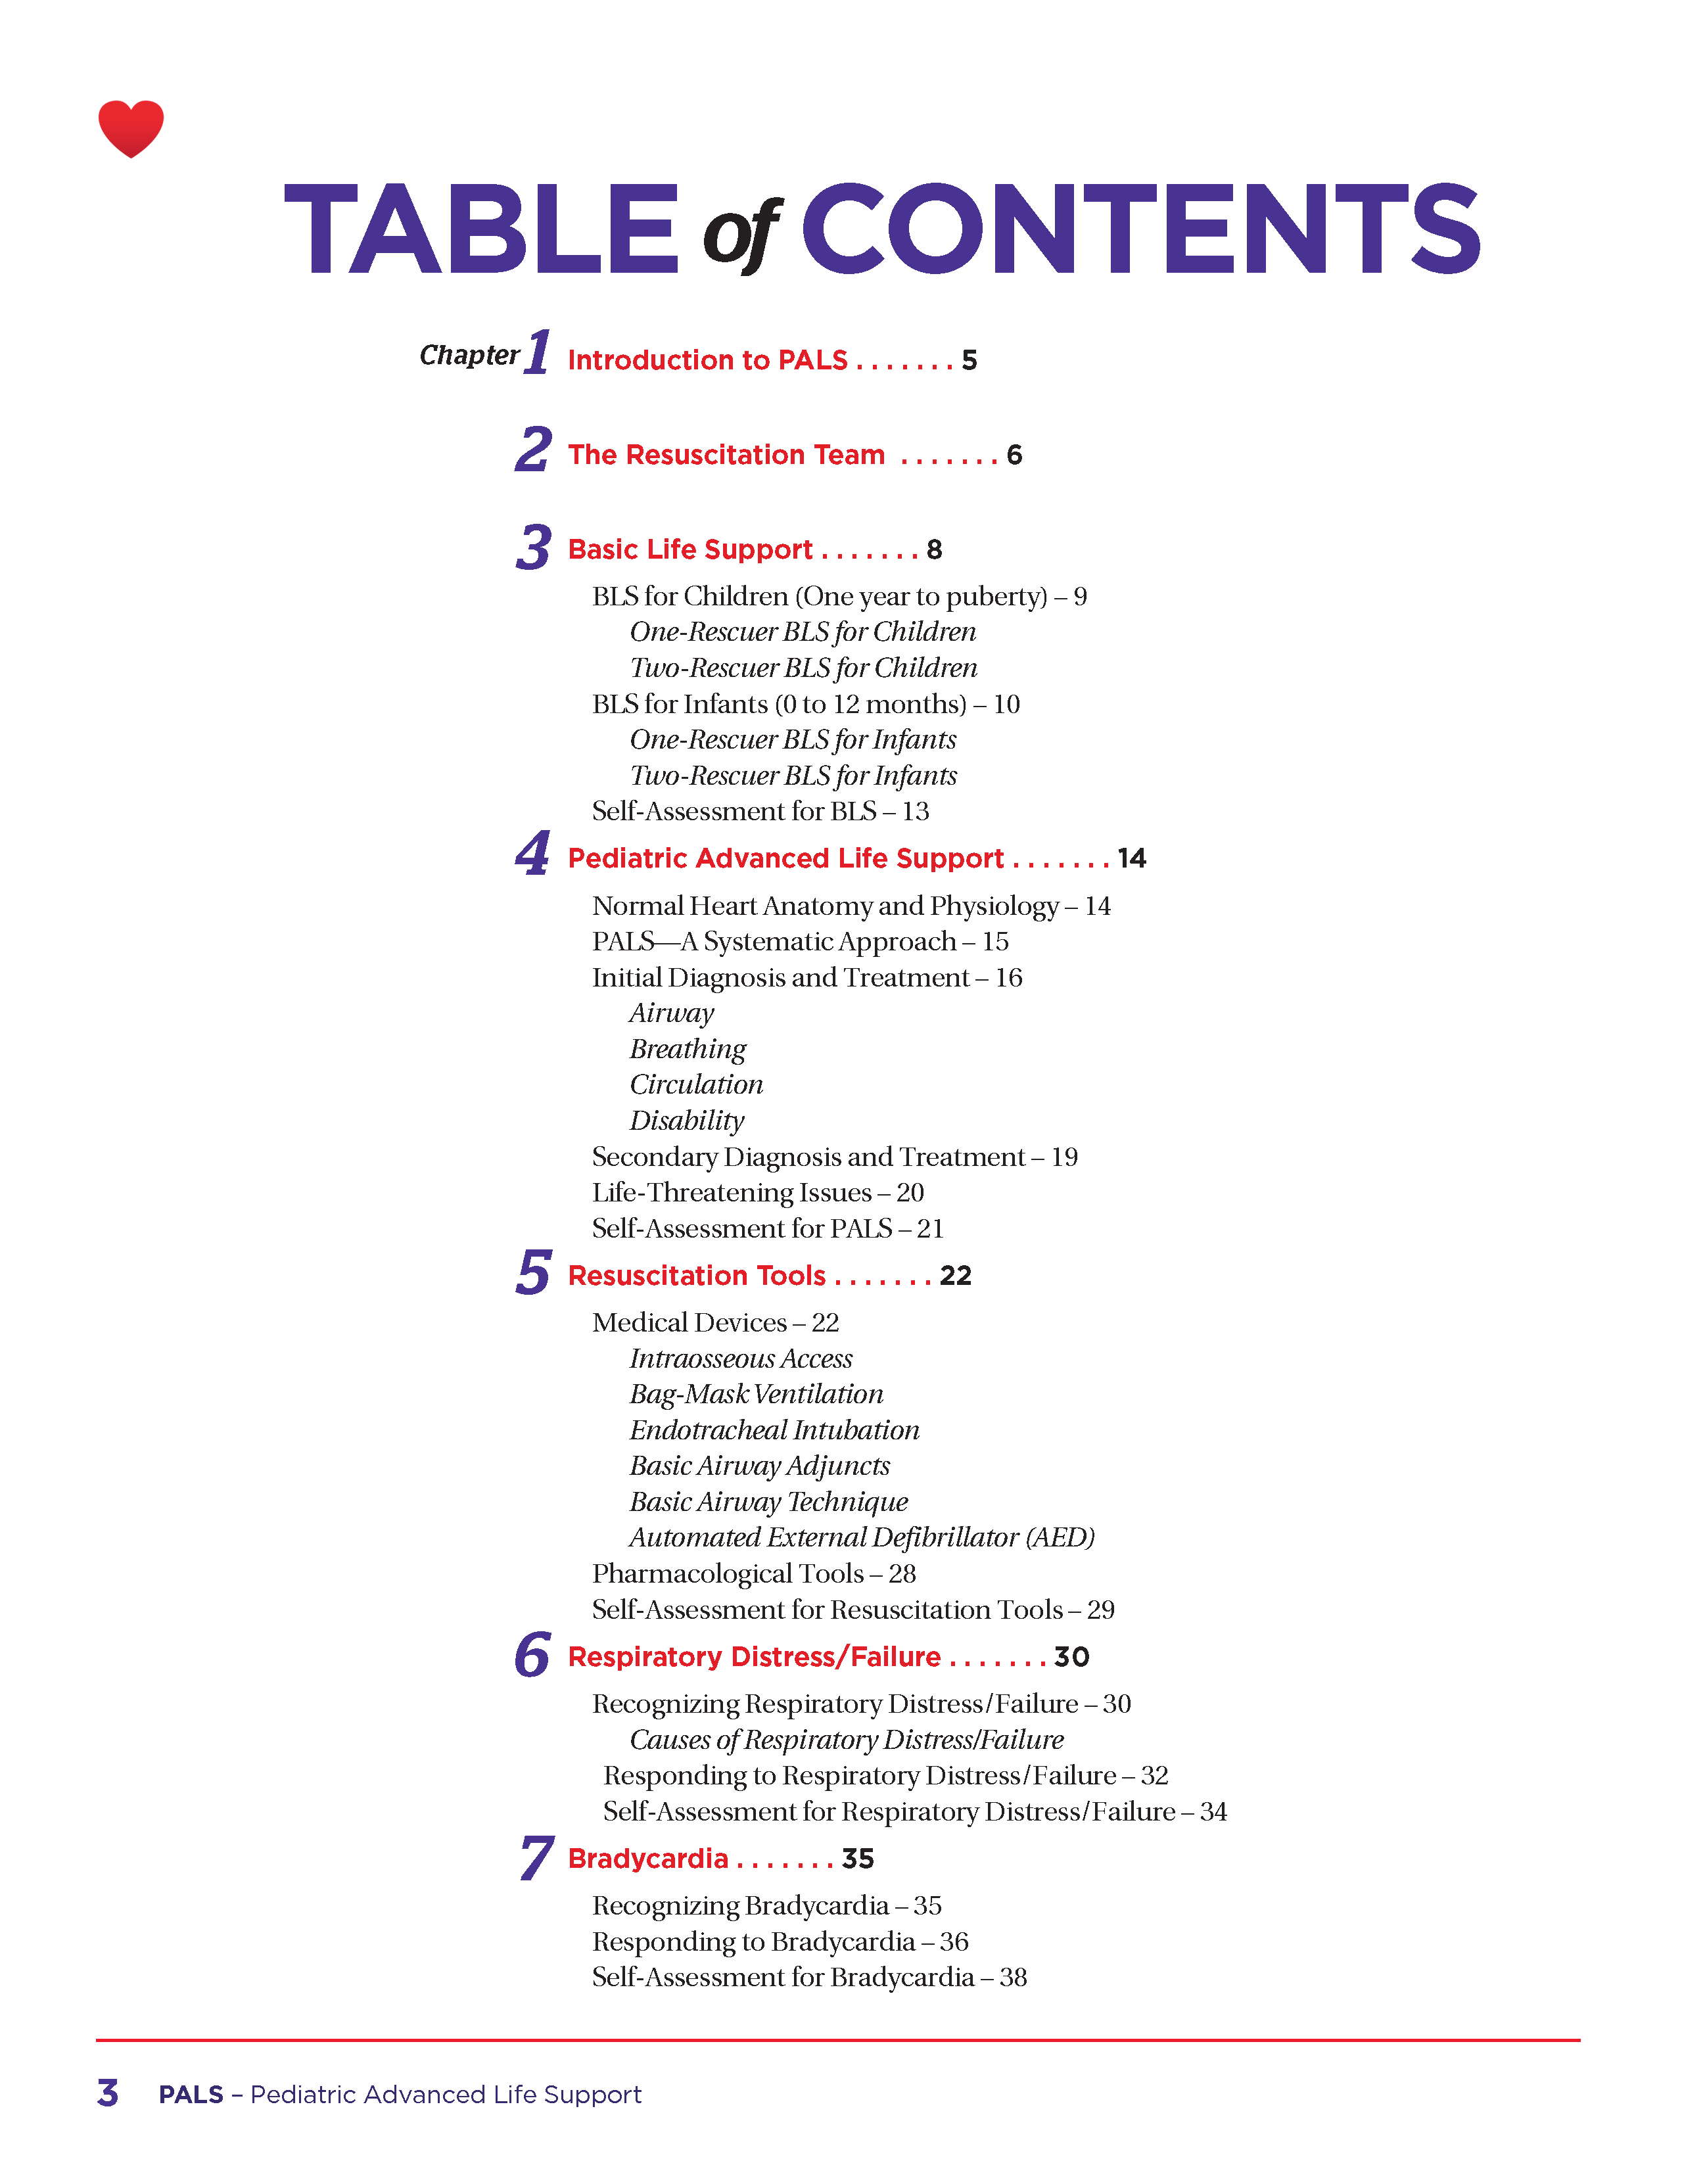 TABLE of CONTENTS
Chapter 1 Introduction to PALS . . . . . . . 5
2 The Resuscitation Team . . . . . . . 6
3 Basic Life Support . . . . . . . 8
BLS for Children (One year to puberty) – 9
One-Rescuer BLS for Children
Two-Rescuer BLS for Children
BLS for Infants (0 to 12 months) – 10
One-Rescuer BLS for Infants
Two-Rescuer BLS for Infants
Self-Assessment for BLS – 13
4 Pediatric Advanced Life Support . . . . . . . 14
Normal Heart Anatomy and Physiology – 14
PALS—A Systematic Approach – 15
Initial Diagnosis and Treatment – 16
Airway
Breathing
Circulation
Disability
Secondary Diagnosis and Treatment – 19
Life-Threatening Issues – 20
Self-Assessment for PALS – 21
5 Resuscitation Tools . . . . . . . 22
Medical Devices – 22
Intraosseous Access
Bag-Mask Ventilation
Endotracheal Intubation
Basic Airway Adjuncts
Basic Airway Technique
Automated External Defibrillator (AED)
Pharmacological Tools – 28
Self-Assessment for Resuscitation Tools – 29
6 Respiratory Distress/Failure . . . . . . . 30
Recognizing Respiratory Distress/Failure – 30
Causes of Respiratory Distress/Failure
Responding to Respiratory Distress/Failure – 32
Self-Assessment for Respiratory Distress/Failure – 34
7 Bradycardia . . . . . . . 35
Recognizing Bradycardia – 35
Responding to Bradycardia – 36
Self-Assessment for Bradycardia – 38
3 PALS – Pediatric Advanced Life Support